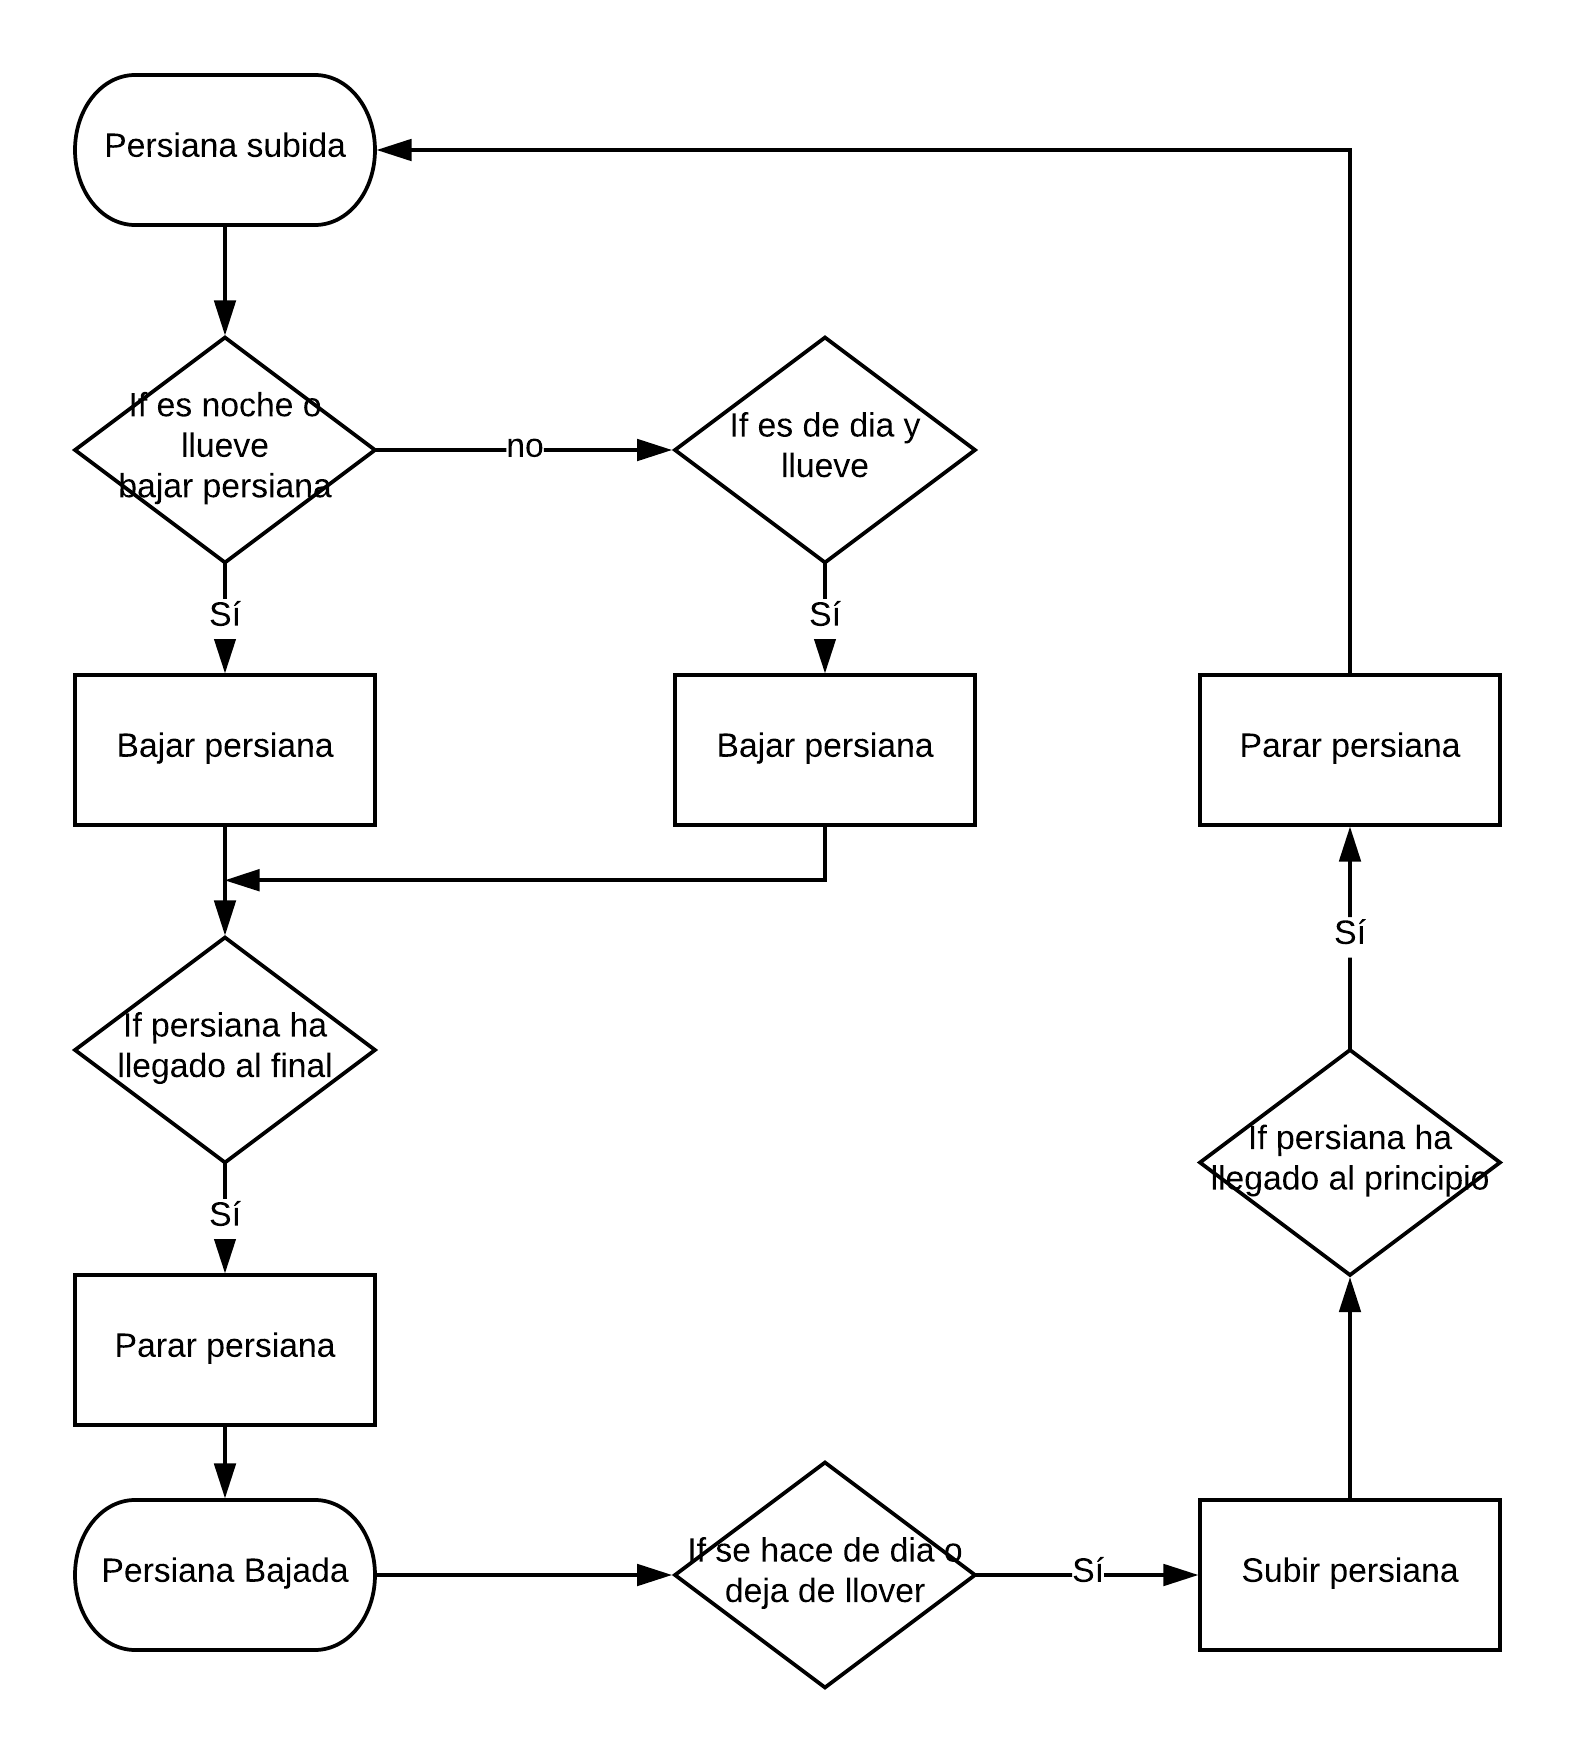 Persiana subida
If es noche o
llueve
bajar persiana
no
If es de dia y
llueve
Sí
Sí
Bajar persiana
Bajar persiana
Parar persiana
Sí
If persiana ha
llegado al final
If persiana ha
llegado al principio
Sí
Parar persiana
Persiana Bajada
If se hace de dia o
deja de llover
Sí
Subir persiana